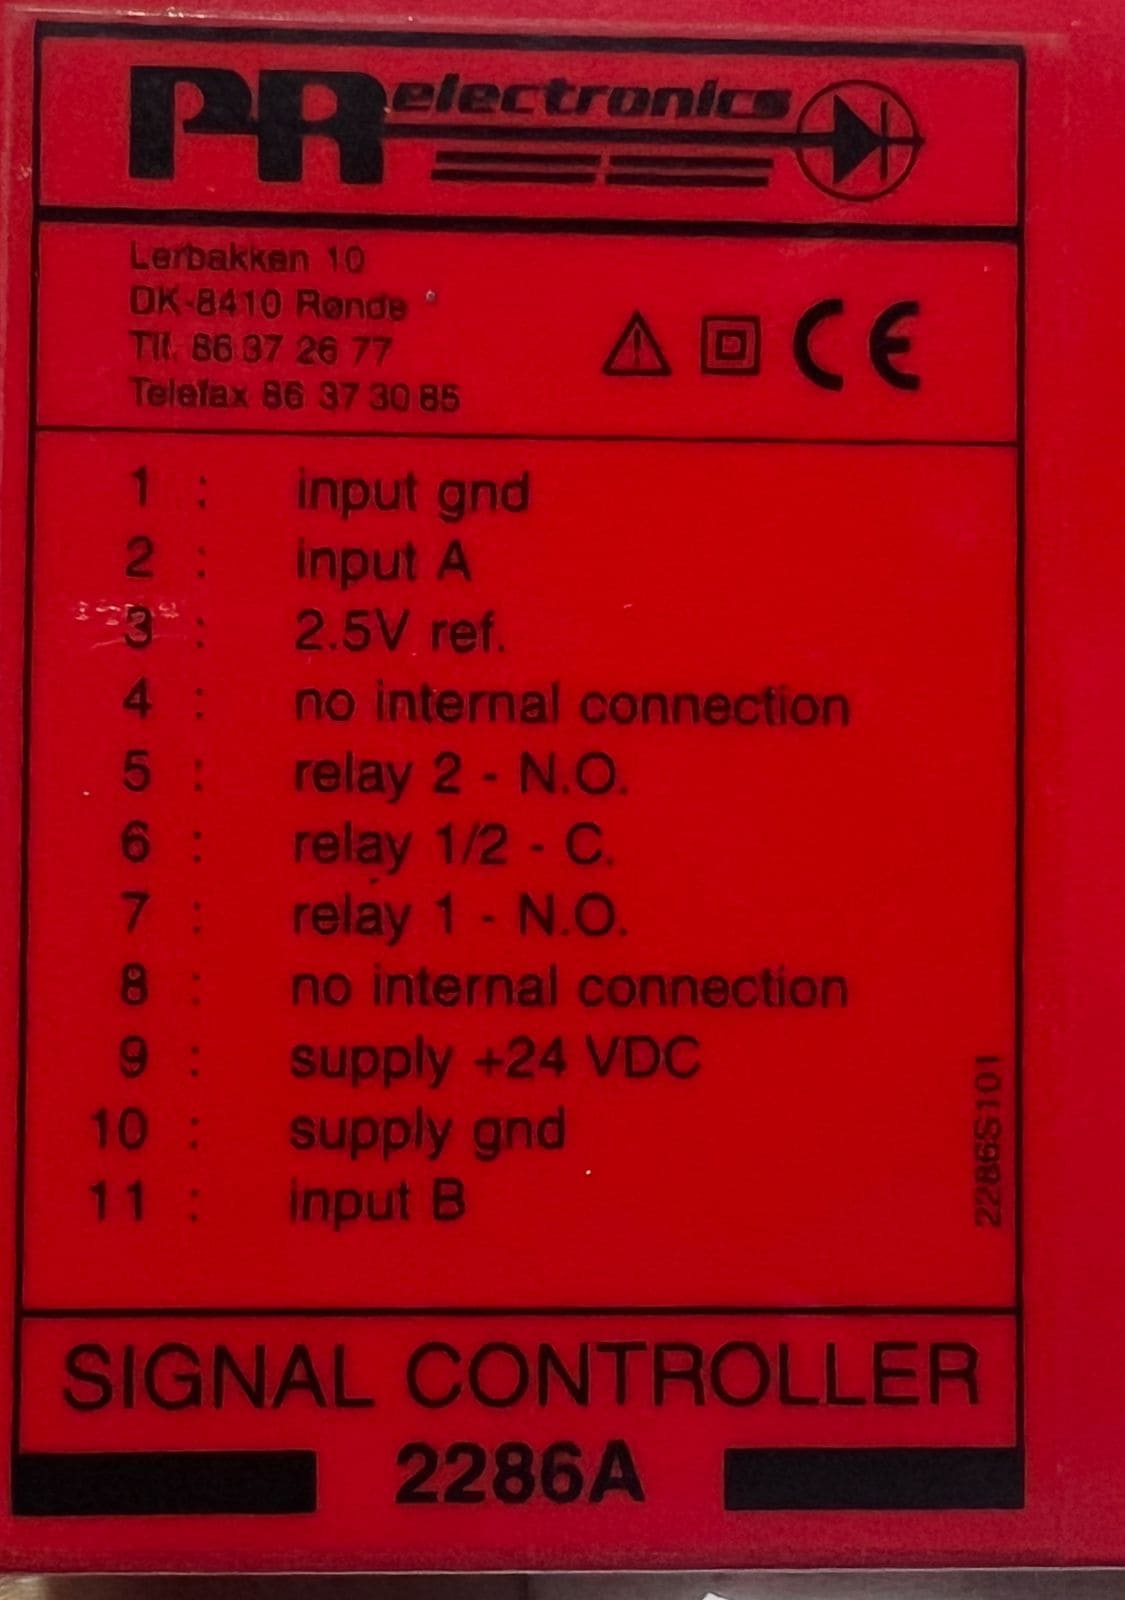 PR electronics
Lerbakken 10
DK-8410 Rønde
Tlf. 86 37 26 77
Telefax 86 37 30 85
CE
1 : input gnd
2 : input A
3 : 2.5V ref.
4 : no internal connection
5 : relay 2 - N.O.
6 : relay 1/2 - C.
7 : relay 1 - N.O.
8 : no internal connection
9 : supply +24 VDC
10 : supply gnd
11 : input B
2286S101
SIGNAL CONTROLLER
2286A